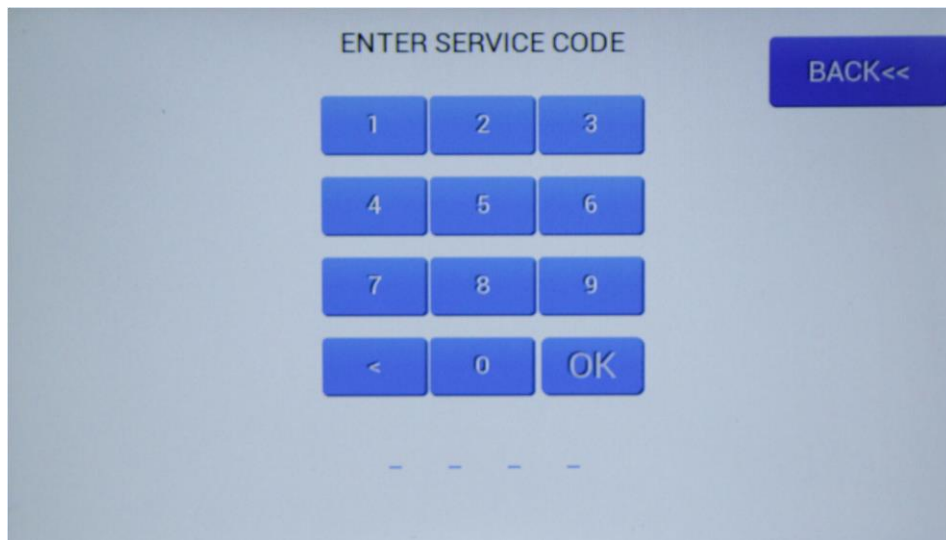 ENTER SERVICE CODE
BACK<<
1 2 3
4 5 6
7 8 9
< 0 OK
_ _ _ _